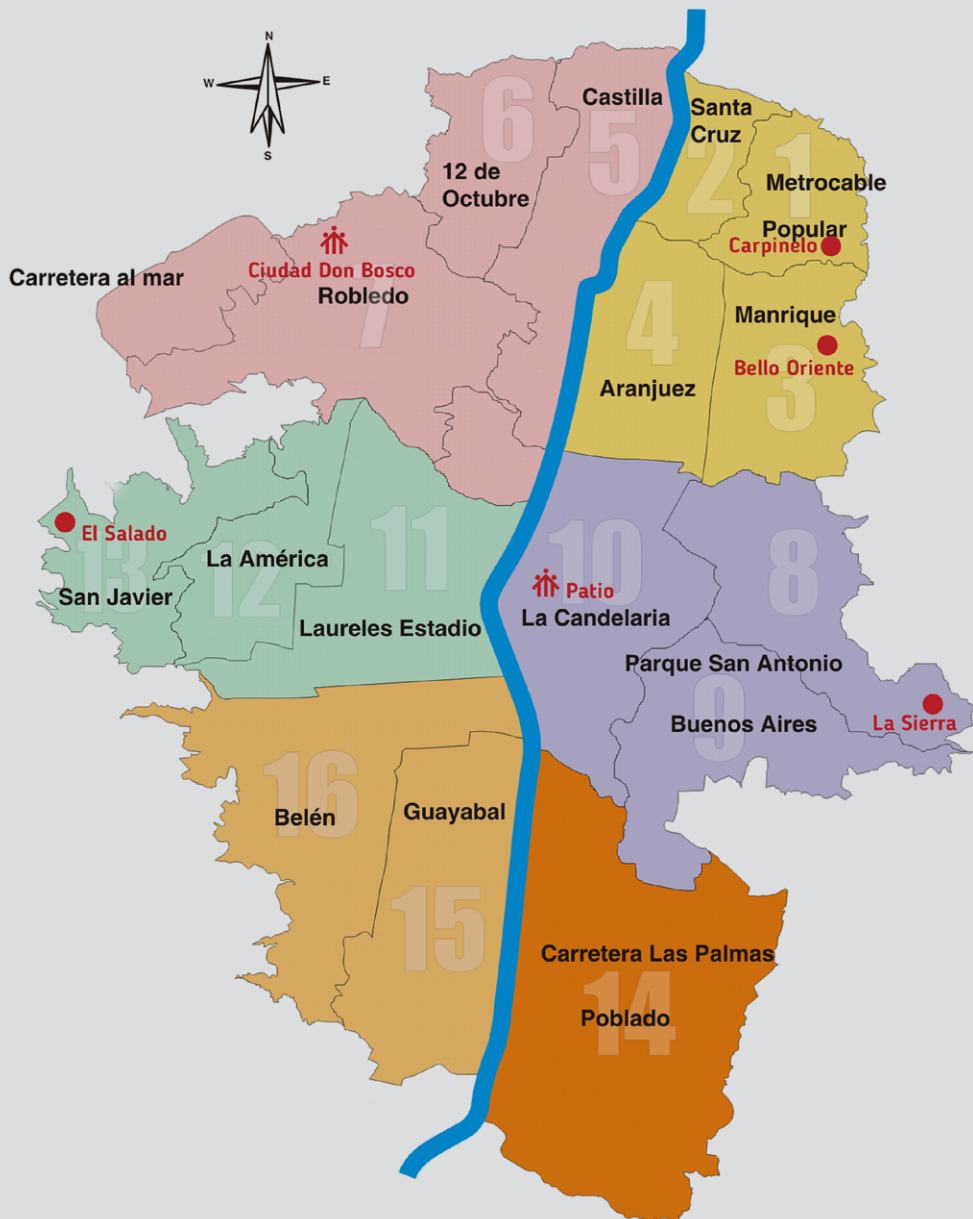 N
W
E
S
6
Castilla
5
Santa
Cruz
2
1
12 de
Octubre
Metrocable
Popular
Carpinelo
Carretera al mar
Ciudad Don Bosco
Robledo
7
4
Aranjuez
Manrique
Bello Oriente
3
El Salado
13
San Javier
La América
12
11
Laureles Estadio
10
Patio
La Candelaria
8
Parque San Antonio
9
Buenos Aires
La Sierra
16
Belén
Guayabal
15
Carretera Las Palmas
14
Poblado